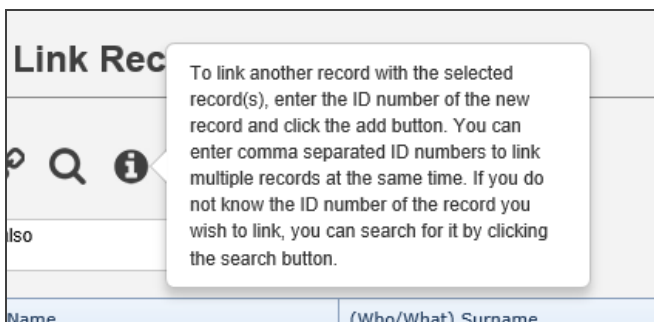 Link Rec
To link another record with the selected
record(s), enter the ID number of the new
record and click the add button. You can
enter comma separated ID numbers to link
multiple records at the same time. If you do
not know the ID number of the record you
wish to link, you can search for it by clicking
the search button.
also
Name
(Who/What) Surname